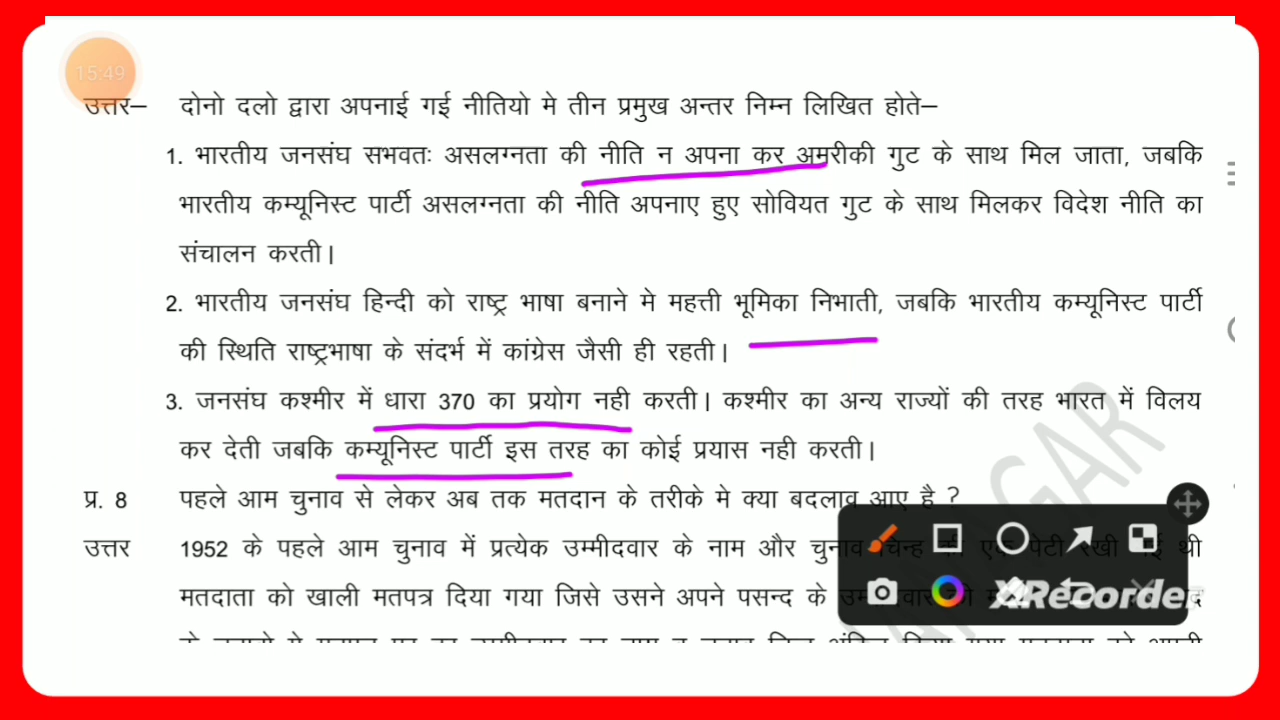 15:49
उत्तर– दोनो दलो द्वारा अपनाई गई नीतियो मे तीन प्रमुख अन्तर निम्न लिखित होते–
1. भारतीय जनसंघ सभवतः असलग्नता की नीति न अपना कर अमरीकी गुट के साथ मिल जाता, जबकि
भारतीय कम्यूनिस्ट पार्टी असलग्नता की नीति अपनाए हुए सोवियत गुट के साथ मिलकर विदेश नीति का
संचालन करती।
2. भारतीय जनसंघ हिन्दी को राष्ट्र भाषा बनाने मे महत्ती भूमिका निभाती, जबकि भारतीय कम्यूनिस्ट पार्टी
की स्थिति राष्ट्रभाषा के संदर्भ में कांग्रेस जैसी ही रहती।
3. जनसंघ कश्मीर में धारा 370 का प्रयोग नही करती। कश्मीर का अन्य राज्यों की तरह भारत में विलय
कर देती जबकि कम्यूनिस्ट पार्टी इस तरह का कोई प्रयास नही करती।
प्र. 8 पहले आम चुनाव से लेकर अब तक मतदान के तरीके मे क्या बदलाव आए है ?
उत्तर 1952 के पहले आम चुनाव में प्रत्येक उम्मीदवार के नाम और चुनाव चिन्ह की एक पेटी रखी गई थी
मतदाता को खाली मतपत्र दिया गया जिसे उसने अपने पसन्द के
XRecorder